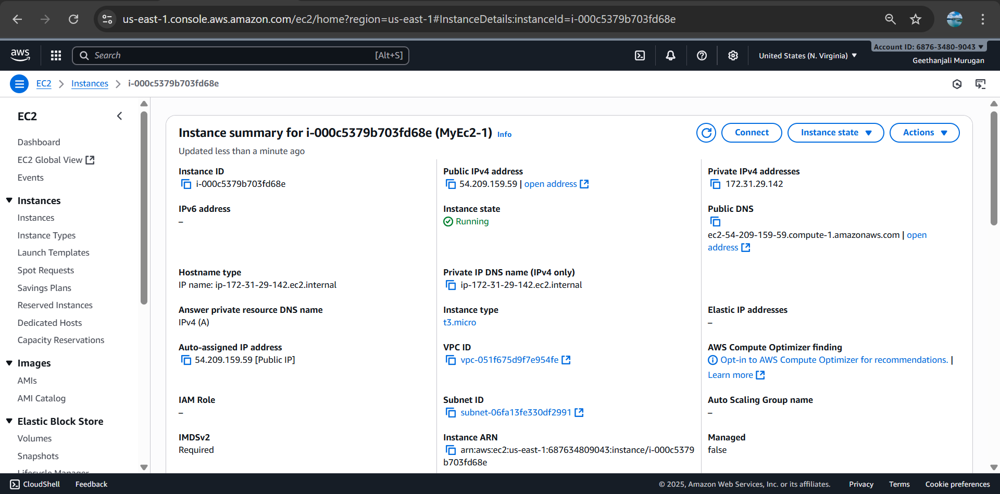 us-east-1.console.aws.amazon.com/ec2/home?region=us-east-1#InstanceDetails:instanceId=i-000c5379b703fd68e
aws
Search
[Alt+S]
United States (N. Virginia)
Account ID: 6876-3480-9043
Geethanjali Murugan
EC2
Instances
i-000c5379b703fd68e
EC2
Dashboard
EC2 Global View
Events
Instances
Instances
Instance Types
Launch Templates
Spot Requests
Savings Plans
Reserved Instances
Dedicated Hosts
Capacity Reservations
Images
AMIs
AMI Catalog
Elastic Block Store
Volumes
Snapshots
Lifecycle Manager
Instance summary for i-000c5379b703fd68e (MyEc2-1) Info
Updated less than a minute ago
Connect
Instance state
Actions
Instance ID
i-000c5379b703fd68e
Public IPv4 address
54.209.159.59 | open address
Private IPv4 addresses
172.31.29.142
IPv6 address
–
Instance state
Running
Public DNS
ec2-54-209-159-59.compute-1.amazonaws.com | open
address
Hostname type
IP name: ip-172-31-29-142.ec2.internal
Private IP DNS name (IPv4 only)
ip-172-31-29-142.ec2.internal
Answer private resource DNS name
IPv4 (A)
Instance type
t3.micro
Elastic IP addresses
–
Auto-assigned IP address
54.209.159.59 [Public IP]
VPC ID
vpc-051f675d9f7e954fe
AWS Compute Optimizer finding
Opt-in to AWS Compute Optimizer for recommendations. |
Learn more
IAM Role
–
Subnet ID
subnet-06fa13fe330df2991
Auto Scaling Group name
–
IMDSv2
Required
Instance ARN
arn:aws:ec2:us-east-1:687634809043:instance/i-000c5379
b703fd68e
Managed
false
CloudShell
Feedback
© 2025, Amazon Web Services, Inc. or its affiliates.
Privacy
Terms
Cookie preferences